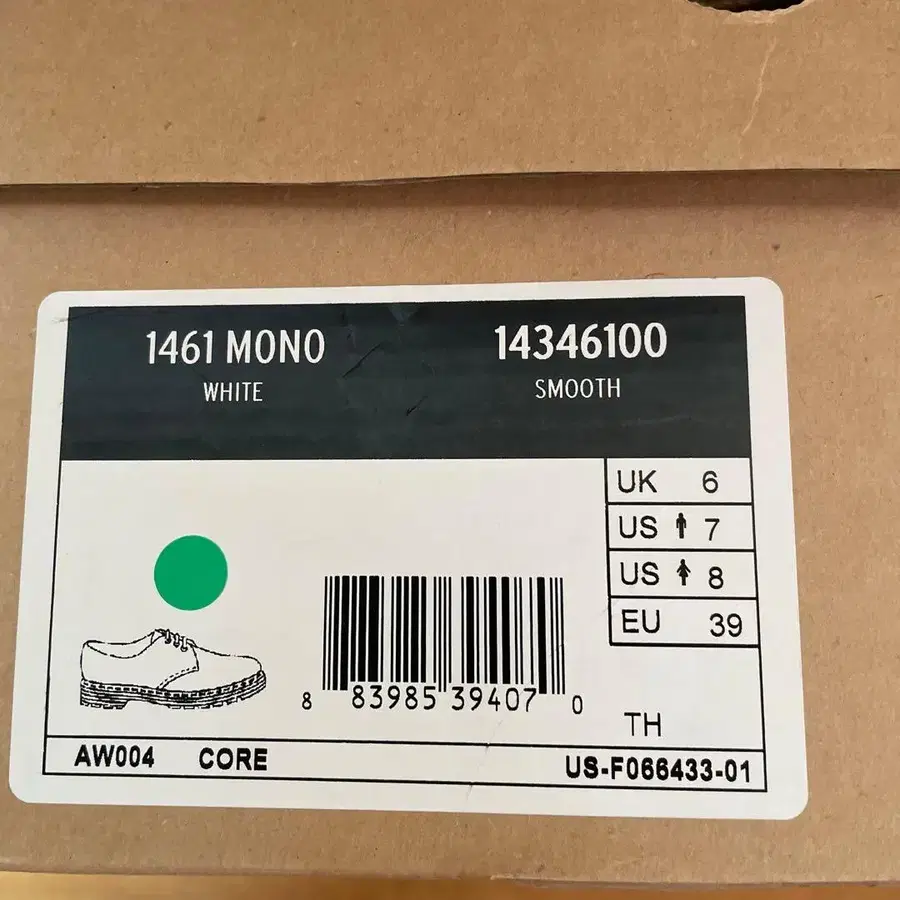 1461 MONO
WHITE
14346100
SMOOTH
UK 6
US 7
US 8
EU 39
8 83985 39407 0
TH
AW004 CORE
US-F066433-01